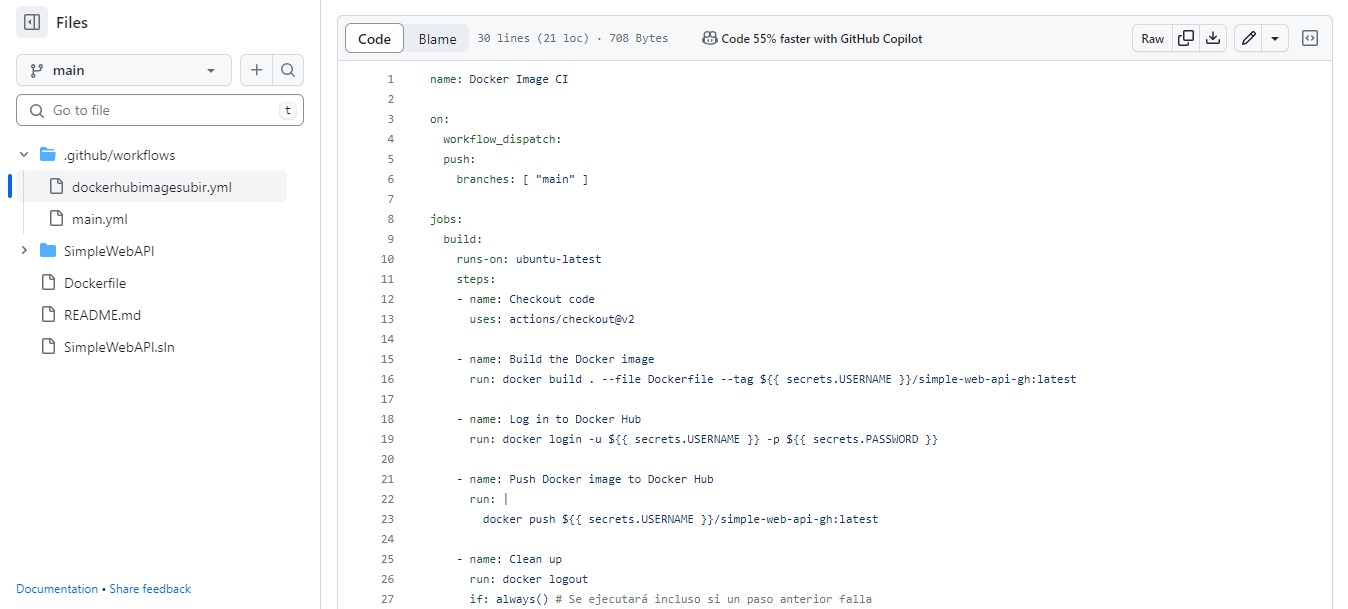 Files
main
Go to file
t
.github/workflows
dockerhubimagesubir.yml
main.yml
SimpleWebAPI
Dockerfile
README.md
SimpleWebAPI.sln
Documentation • Share feedback
Code Blame 30 lines (21 loc) · 708 Bytes Code 55% faster with GitHub Copilot Raw
1 name: Docker Image CI
2
3 on:
4 workflow_dispatch:
5 push:
6 branches: [ "main" ]
7
8 jobs:
9 build:
10 runs-on: ubuntu-latest
11 steps:
12 - name: Checkout code
13 uses: actions/checkout@v2
14
15 - name: Build the Docker image
16 run: docker build . --file Dockerfile --tag ${{ secrets.USERNAME }}/simple-web-api-gh:latest
17
18 - name: Log in to Docker Hub
19 run: docker login -u ${{ secrets.USERNAME }} -p ${{ secrets.PASSWORD }}
20
21 - name: Push Docker image to Docker Hub
22 run: |
23 docker push ${{ secrets.USERNAME }}/simple-web-api-gh:latest
24
25 - name: Clean up
26 run: docker logout
27 if: always() # Se ejecutará incluso si un paso anterior falla